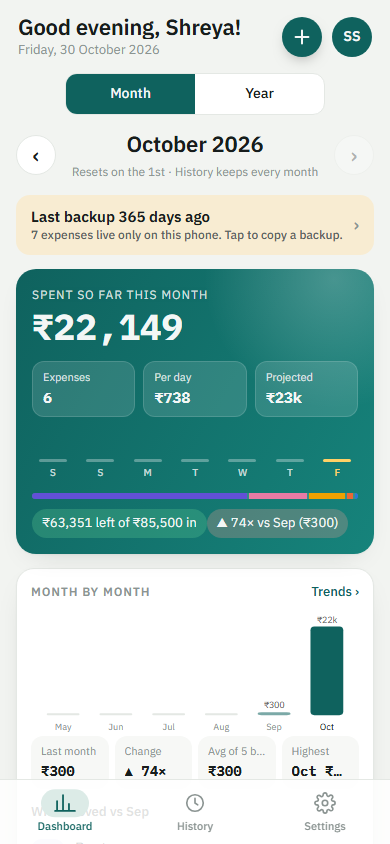 Good evening, Shreya!
Friday, 30 October 2026
SS
Month Year
October 2026
Resets on the 1st · History keeps every month
Last backup 365 days ago
7 expenses live only on this phone. Tap to copy a backup.
SPENT SO FAR THIS MONTH
₹22,149
Expenses Per day Projected
6 ₹738 ₹23k
S S M T W T F
₹63,351 left of ₹85,500 in ▲ 74× vs Sep (₹300)
MONTH BY MONTH Trends ›
₹22k
₹300
May Jun Jul Aug Sep Oct
Last month Change Avg of 5 b… Highest
₹300 ▲ 74× ₹300 Oct ₹…
vs Sep
Dashboard History Settings